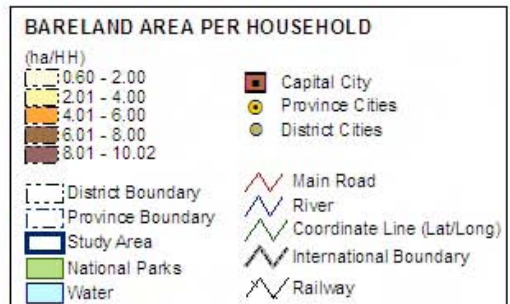 BARELAND AREA PER HOUSEHOLD
(ha/HH)
0.60 - 2.00
2.01 - 4.00
4.01 - 6.00
6.01 - 8.00
8.01 - 10.02
Capital City
Province Cities
District Cities
District Boundary
Province Boundary
Study Area
National Parks
Water
Main Road
River
Coordinate Line (Lat/Long)
International Boundary
Railway